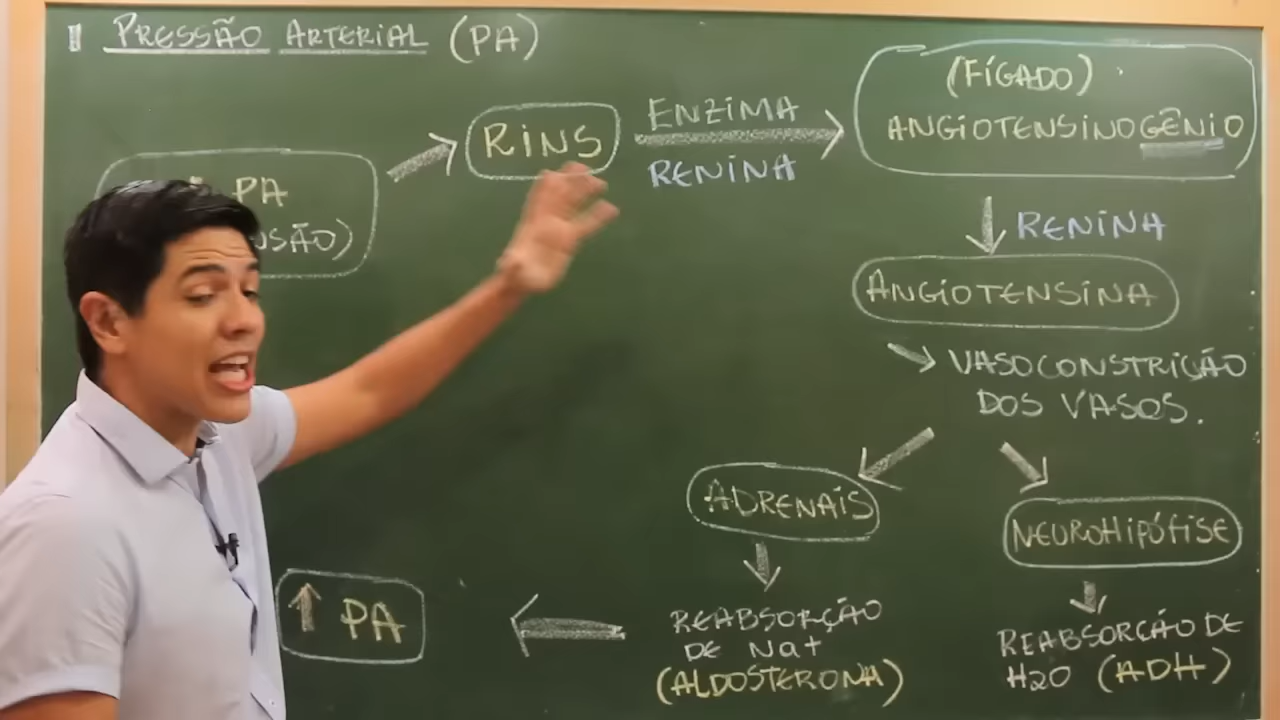 PRESSÃO ARTERIAL (PA)
PA
RINS
ENZIMA
RENINA
(FÍGADO)
ANGIOTENSINOGÊNIO
RENINA
ANGIOTENSINA
VASOCONSTRIÇÃO
DOS VASOS.
ADRENAIS
NEUROHIPÓFISE
REABSORÇÃO
DE Na+
(ALDOSTERONA)
REABSORÇÃO DE
H2O (ADH)
↑ PA